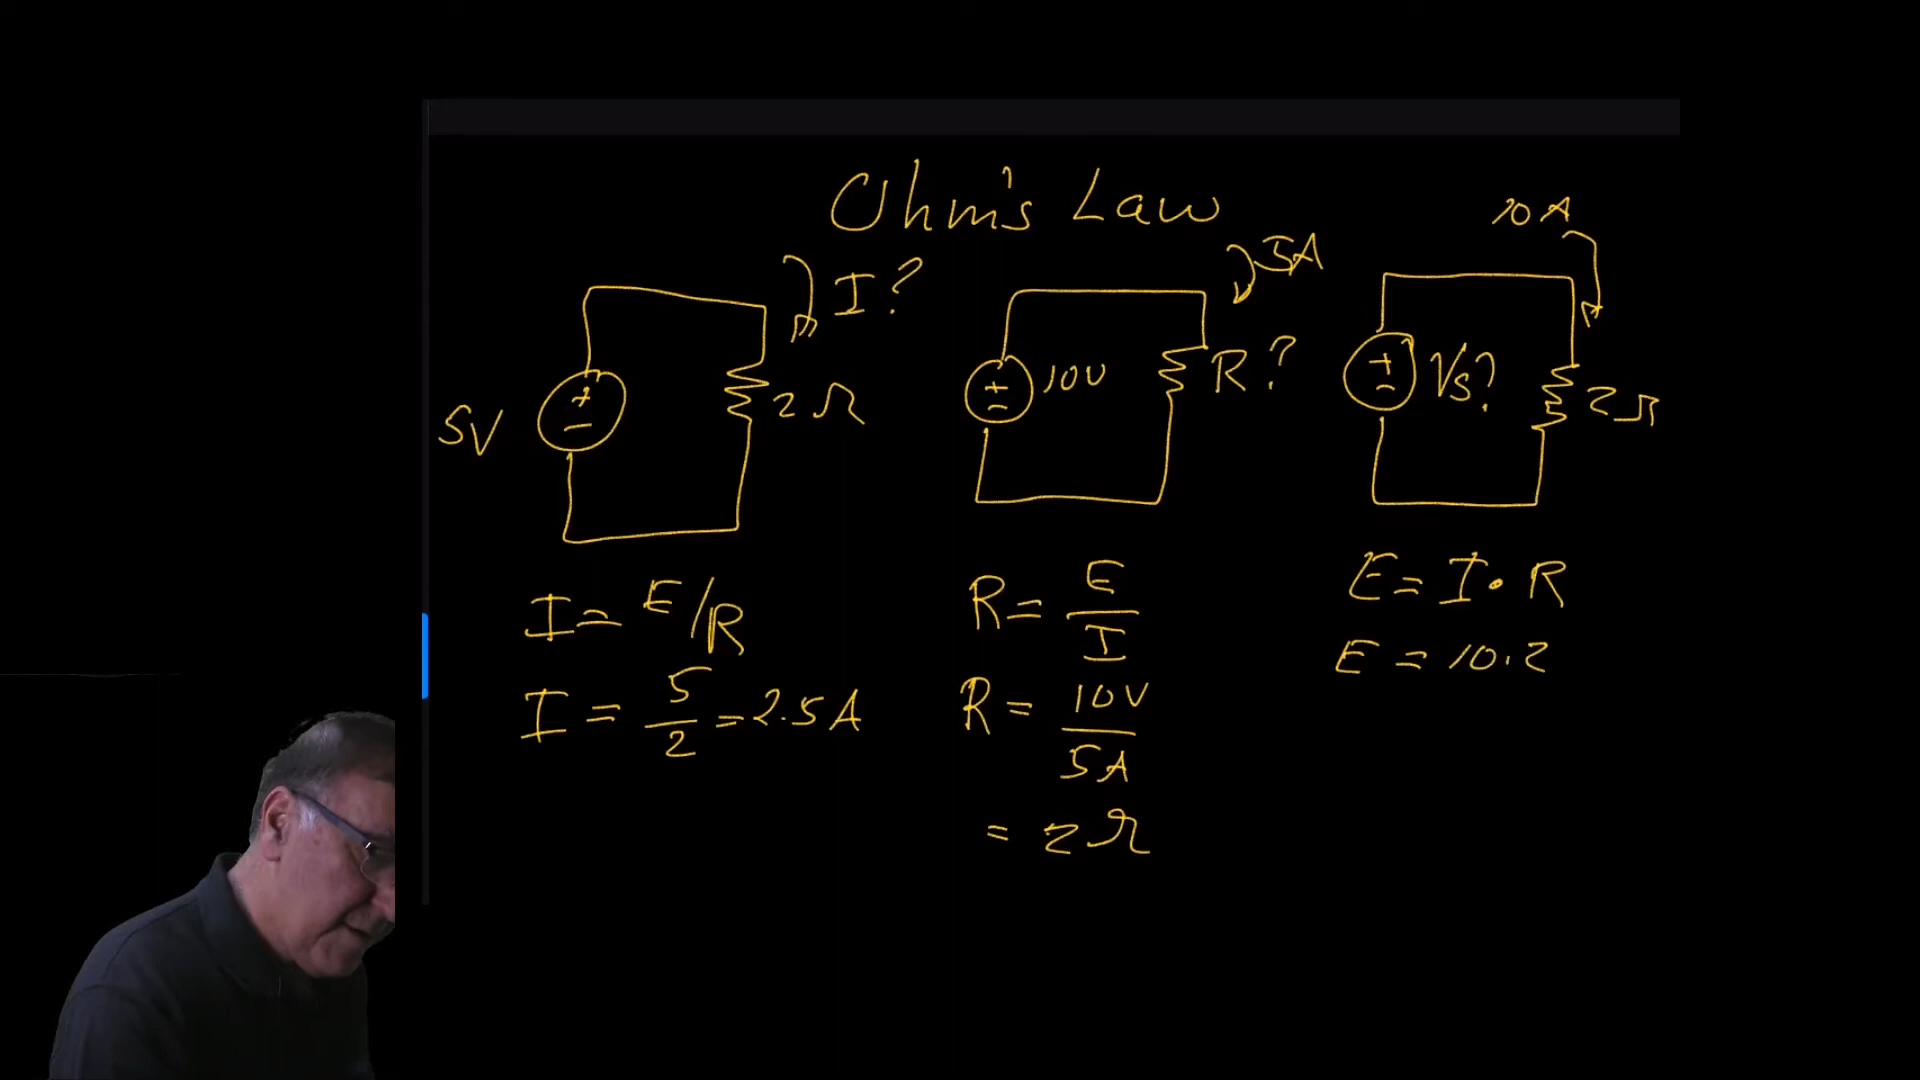 Ohm's Law
I?
5V
+
-
2Ω
I = E/R
I = 5/2 = 2.5A
5A
+
-
10V
R?
R = E/I
R = 10V/5A
= 2Ω
10A
+
-
Vs?
2Ω
E = I · R
E = 10.2